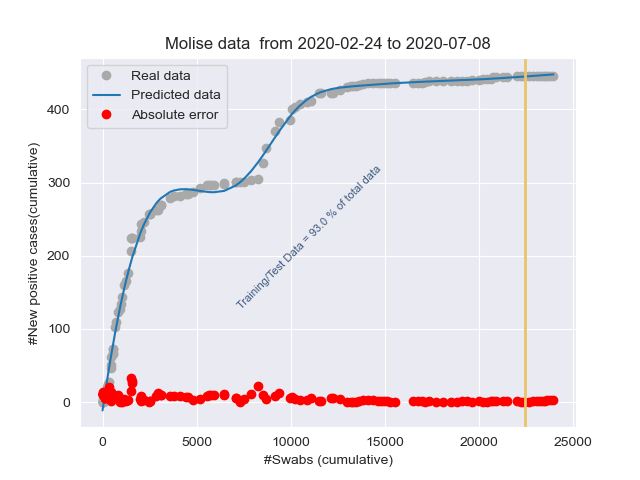 Molise data  from 2020-02-24 to 2020-07-08
Real data
Predicted data
Absolute error
#New positive cases(cumulative)
400
300
200
100
0
Training/Test Data = 93.0 % of total data
0
5000
10000
15000
20000
25000
#Swabs (cumulative)